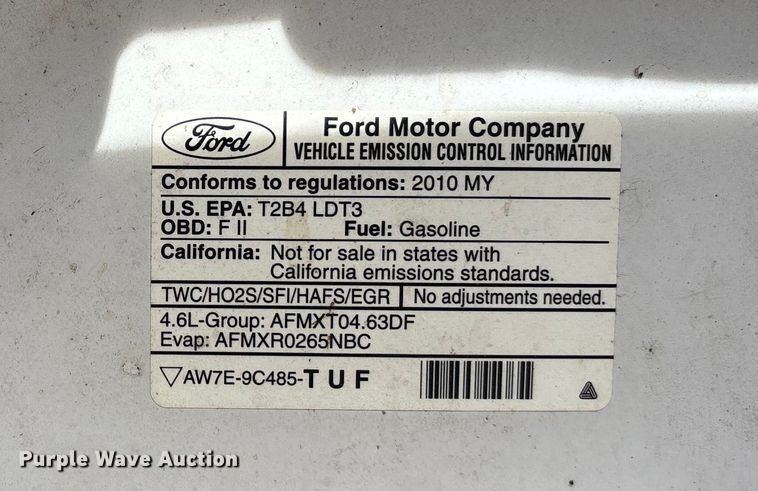 Ford
Ford Motor Company
VEHICLE EMISSION CONTROL INFORMATION
Conforms to regulations: 2010 MY
U.S. EPA: T2B4 LDT3
OBD: F II Fuel: Gasoline
California: Not for sale in states with
California emissions standards.
TWC/HO2S/SFI/HAFS/EGR No adjustments needed.
4.6L-Group: AFMXT04.63DF
Evap: AFMXR0265NBC
AW7E-9C485-TUF
Purple Wave Auction